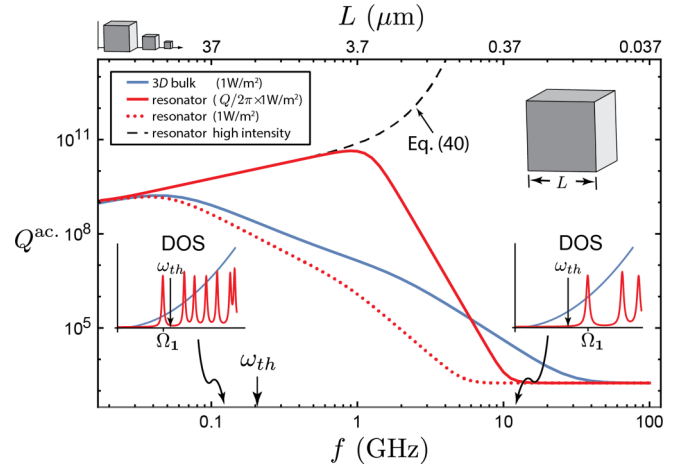 L (μm)
37 3.7 0.37 0.037
3D bulk (1W/m²)
resonator (Q/2π×1W/m²)
resonator (1W/m²)
resonator high intensity
Eq. (40)
L
10¹¹
10⁸
10⁵
Qᵃᶜ·
DOS
ω_th
Ω₁
DOS
ω_th
Ω₁
ω_th
0.1 1 10 100
f (GHz)